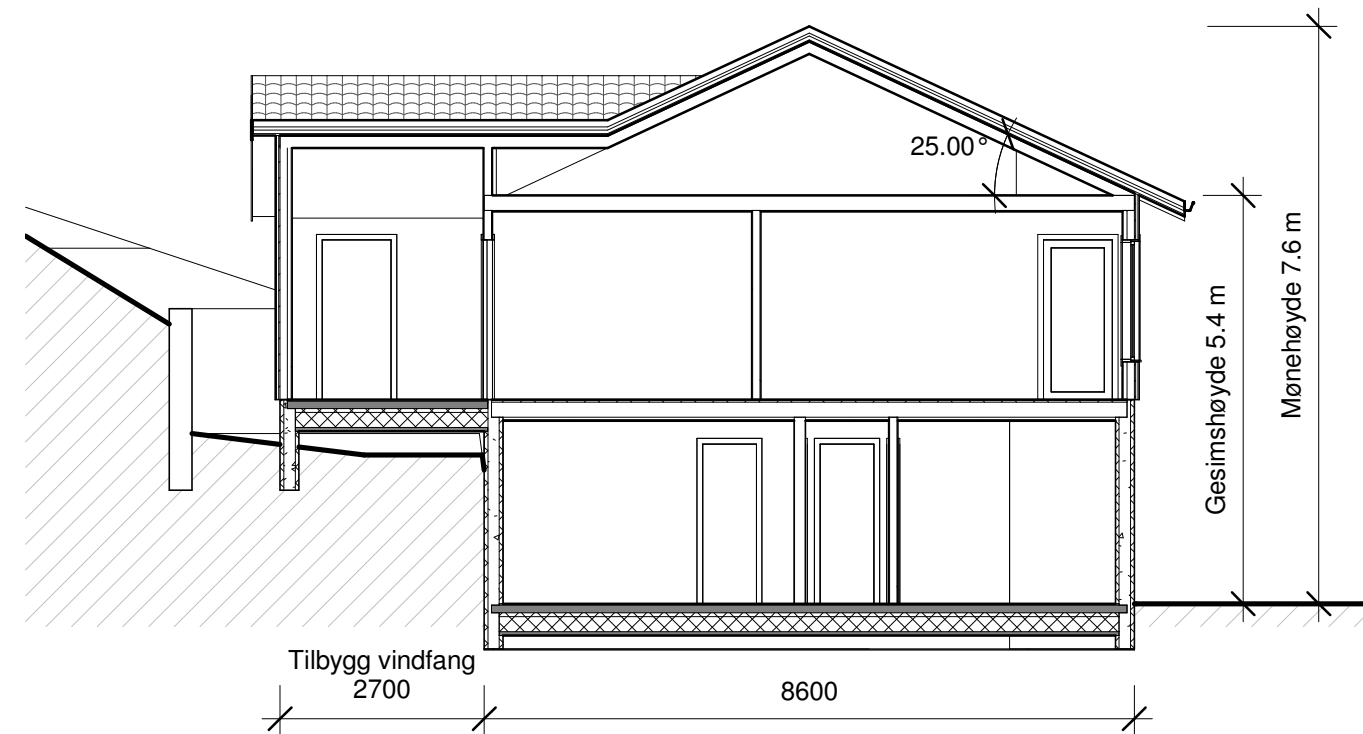 25.00°
Gesimshøyde 5.4 m
Mønehøyde 7.6 m
Tilbygg vindfang
2700
8600